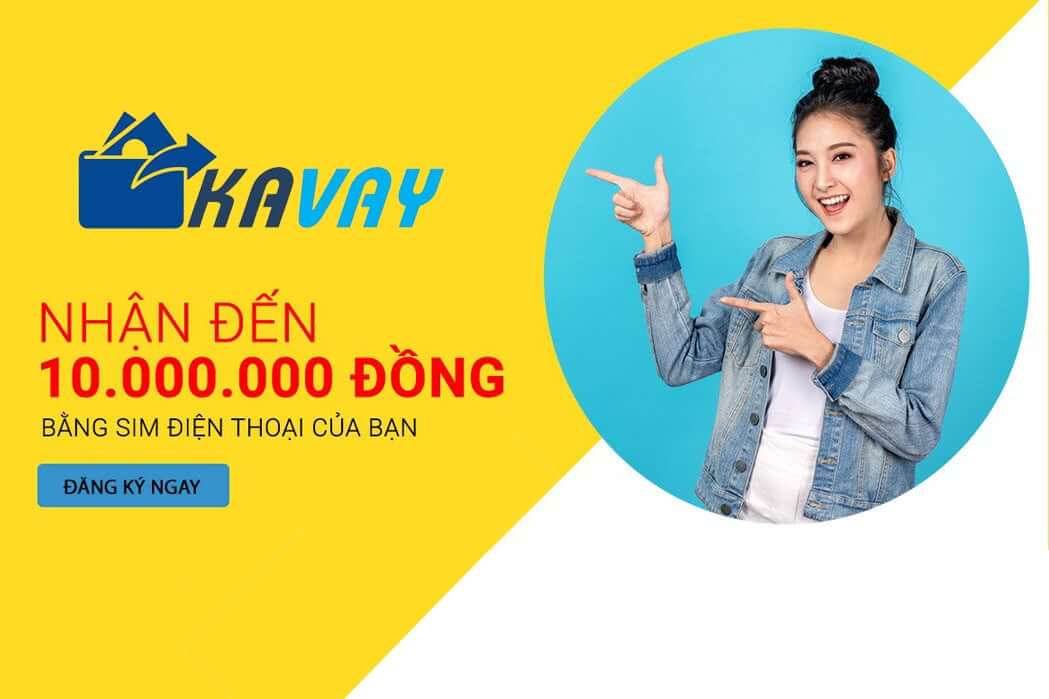 KAVAY
NHẬN ĐẾN
10.000.000 ĐỒNG
BẰNG SIM ĐIỆN THOẠI CỦA BẠN
ĐĂNG KÝ NGAY